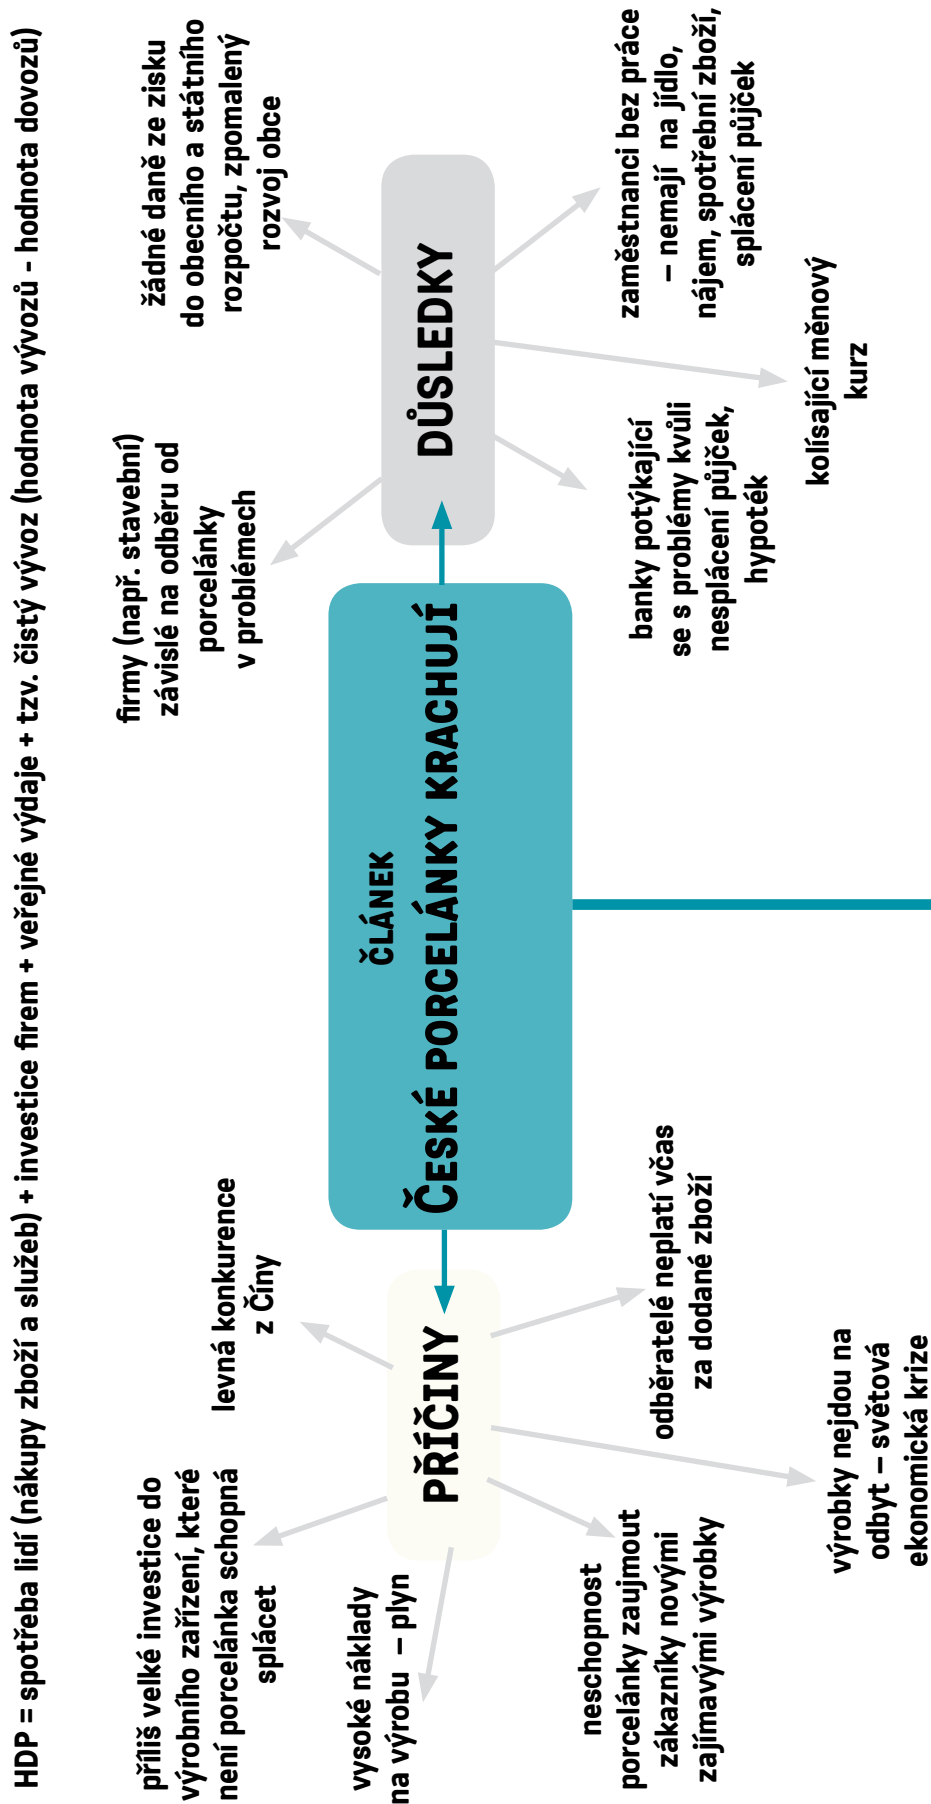 HDP = spotřeba lidí (nákupy zboží a služeb) + investice firem + veřejné výdaje + tzv. čistý vývoz (hodnota vývozů - hodnota dovozů)
příliš velké investice do
výrobního zařízení, které
není porcelánka schopná
splácet
levná konkurence
z Číny
vysoké náklady
na výrobu – plyn
PŘÍČINY
neschopnost
porcelánky zaujmout
zákazníky novými
zajímavými výrobky
odběratelé neplatí včas
za dodané zboží
výrobky nejdou na
odbyt – světová
ekonomická krize
ČLÁNEK
ČESKÉ PORCELÁNKY KRACHUJÍ
firmy (např. stavební)
závislé na odběru od
porcelánky
v problémech
žádné daně ze zisku
do obecního a státního
rozpočtu, zpomalený
rozvoj obce
DŮSLEDKY
banky potýkající
se s problémy kvůli
nesplácení půjček,
hypoték
zaměstnanci bez práce
– nemají na jídlo,
nájem, spotřební zboží,
splácení půjček
kolísající měnový
kurz